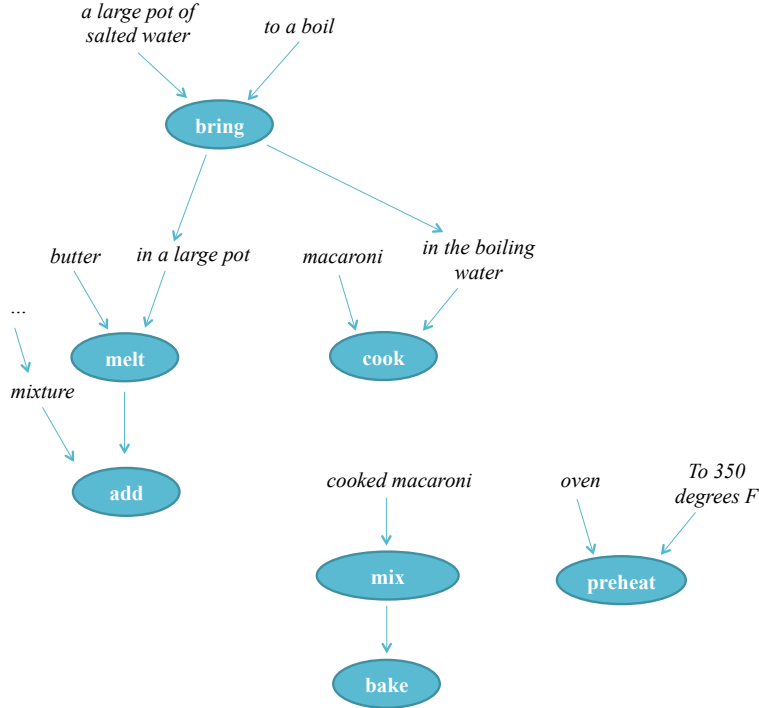 a large pot of
salted water
to a boil
bring
butter
in a large pot
macaroni
in the boiling
water
...
melt
cook
mixture
add
cooked macaroni
oven
To 350
degrees F
mix
preheat
bake